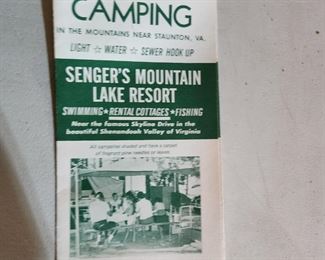 CAMPING
IN THE MOUNTAINS NEAR STAUNTON, VA.
LIGHT ☆ WATER ☆ SEWER HOOK UP
SENGER'S MOUNTAIN
LAKE RESORT
SWIMMING★RENTAL COTTAGES★FISHING
Near the famous Skyline Drive in the
beautiful Shenandoah Valley of Virginia
All campsites shaded and have a carpet
of fragrant pine needles or leaves.